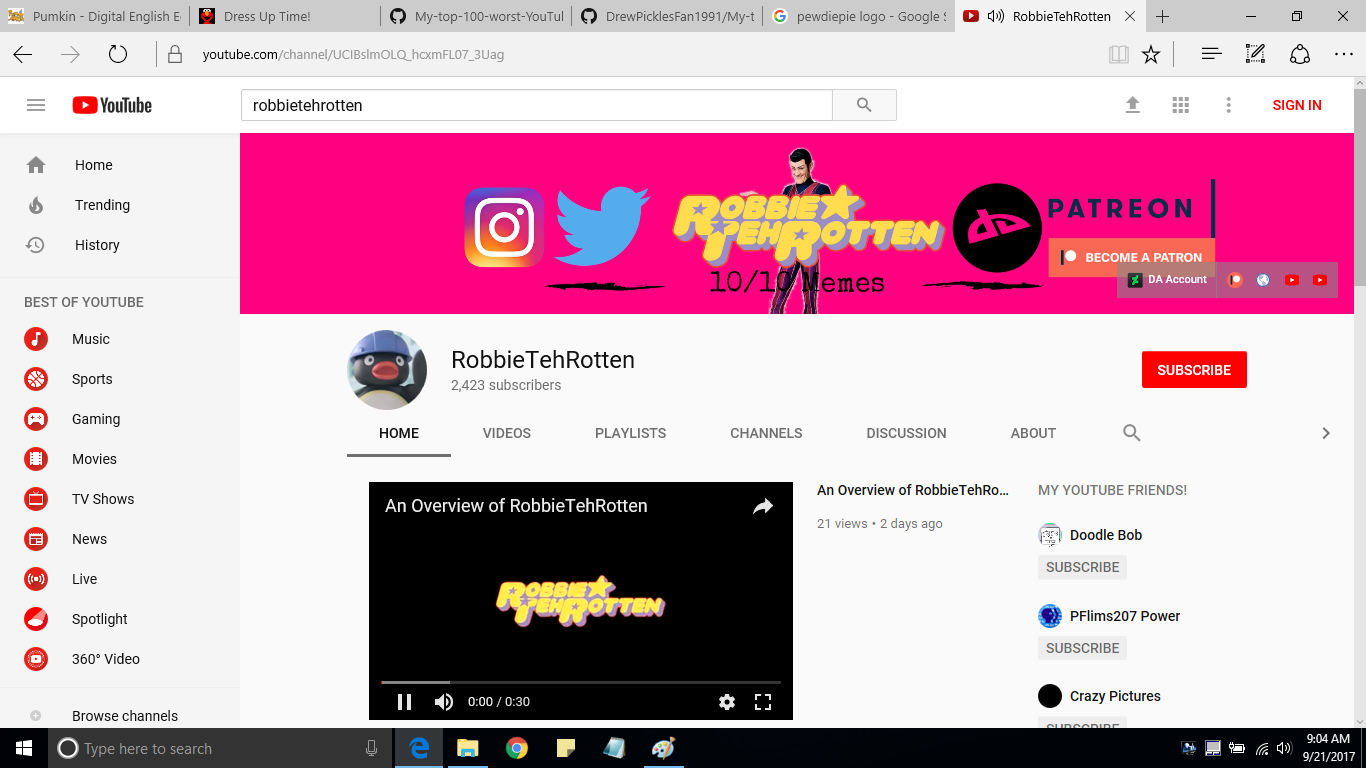 Pumkin - Digital English E
Dress Up Time!
My-top-100-worst-YouTul
DrewPicklesFan1991/My-t
pewdiepie logo - Google S
RobbieTehRotten
youtube.com/channel/UCIBslmOLQ_hcxmFL07_3Uag
YouTube
robbietehrotten
SIGN IN
Home
Trending
History
BEST OF YOUTUBE
Music
Sports
Gaming
Movies
TV Shows
News
Live
Spotlight
360° Video
Browse channels
ROBBIE
TEHROTTEN
10/10 Memes
PATREON
BECOME A PATRON
DA Account
RobbieTehRotten
2,423 subscribers
SUBSCRIBE
HOME
VIDEOS
PLAYLISTS
CHANNELS
DISCUSSION
ABOUT
An Overview of RobbieTehRotten
ROBBIE
TEHROTTEN
0:00 / 0:30
An Overview of RobbieTehRo...
21 views • 2 days ago
MY YOUTUBE FRIENDS!
Doodle Bob
SUBSCRIBE
PFlims207 Power
SUBSCRIBE
Crazy Pictures
SUBSCRIBE
Type here to search
9:04 AM
9/21/2017